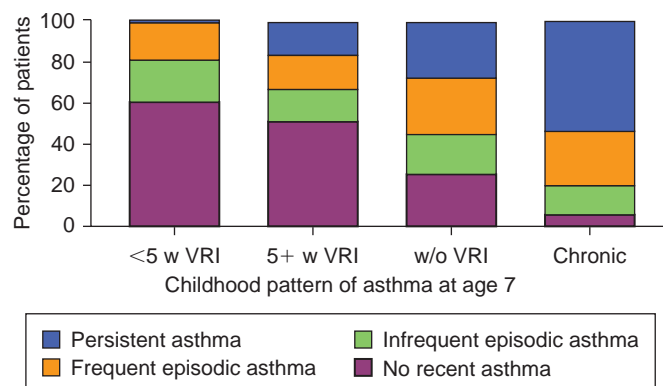 Percentage of patients
100
80
60
40
20
0
<5 w VRI 5+ w VRI w/o VRI Chronic
Childhood pattern of asthma at age 7
Persistent asthma Infrequent episodic asthma
Frequent episodic asthma No recent asthma